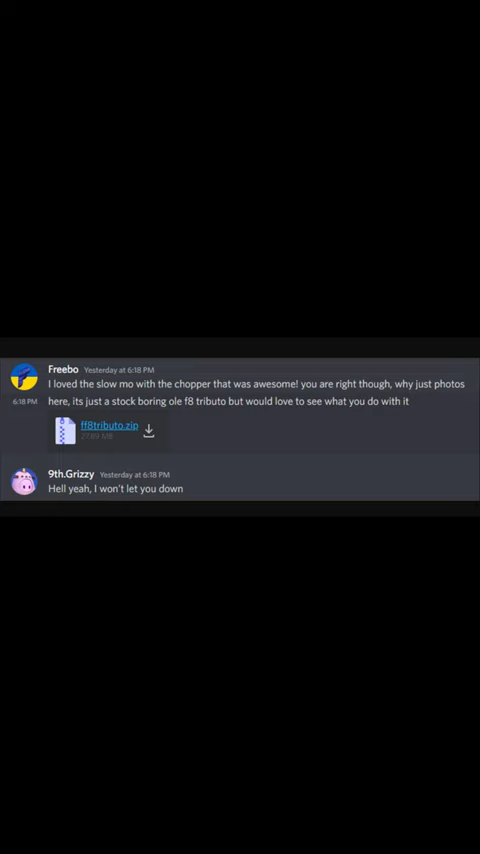 Freebo Yesterday at 6:18 PM
I loved the slow mo with the chopper that was awesome! you are right though, why just photos
6:18 PM here, its just a stock boring ole f8 tributo but would love to see what you do with it
ff8tributo.zip
77.89 MB
9th.Grizzy Yesterday at 6:18 PM
Hell yeah, I won't let you down